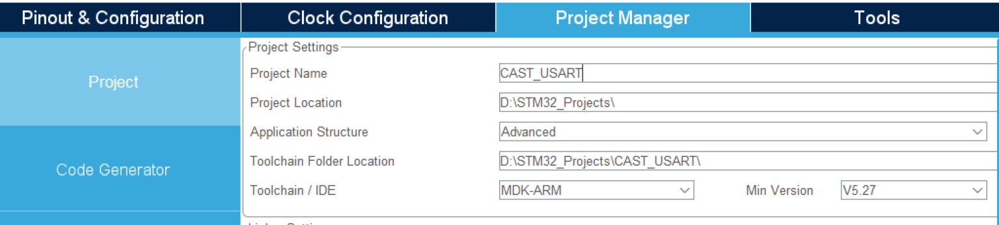 Pinout & Configuration Clock Configuration Project Manager Tools
Project
Code Generator
Project Settings
Project Name CAST_USART
Project Location D:\STM32_Projects\
Application Structure Advanced
Toolchain Folder Location D:\STM32_Projects\CAST_USART\
Toolchain / IDE MDK-ARM Min Version V5.27